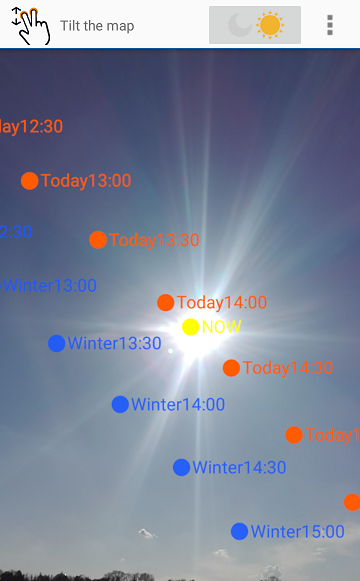 Tilt the map
12:30
Today13:00
2:30
Today13:30
Winter13:00
Today14:00
NOW
Winter13:30
Today14:30
Winter14:00
Today1
Winter14:30
Winter15:00